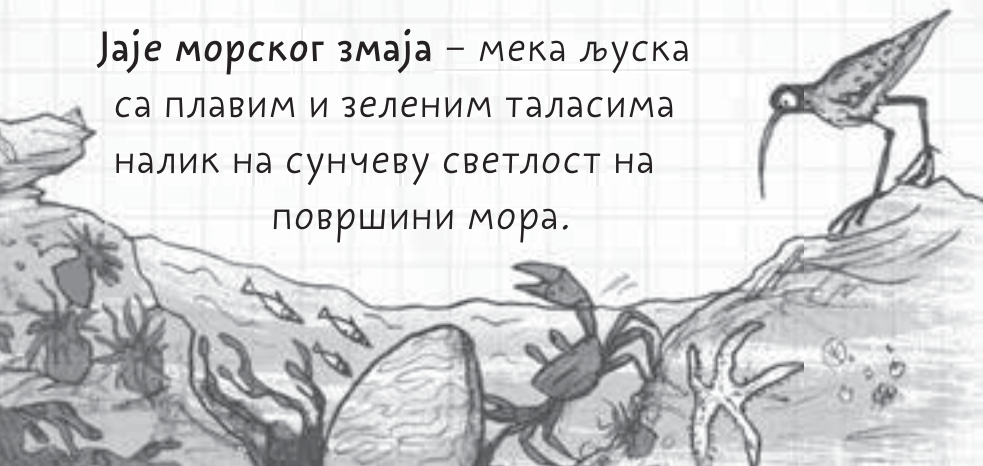 Јаје морског змаја – мека љуска
са плавим и зеленим таласима
налик на сунчеву светлост на
површини мора.